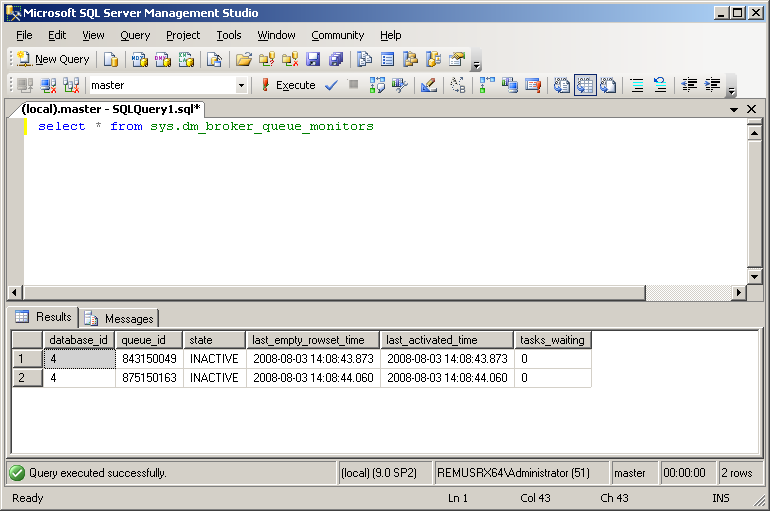 Microsoft SQL Server Management Studio
File Edit View Query Project Tools Window Community Help
New Query
master Execute
(local).master - SQLQuery1.sql*
select * from sys.dm_broker_queue_monitors
Results Messages
database_id queue_id state last_empty_rowset_time last_activated_time tasks_waiting
1 4 843150049 INACTIVE 2008-08-03 14:08:43.873 2008-08-03 14:08:43.873 0
2 4 875150163 INACTIVE 2008-08-03 14:08:44.060 2008-08-03 14:08:44.060 0
Query executed successfully. (local) (9.0 SP2) REMUSRX64\Administrator (51) master 00:00:00 2 rows
Ready Ln 1 Col 43 Ch 43 INS